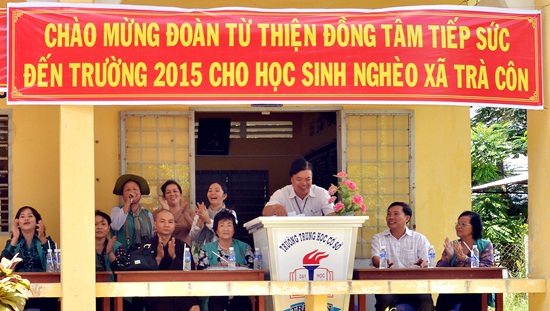 CHÀO MỪNG ĐOÀN TỪ THIỆN ĐỒNG TÂM TIẾP SỨC
ĐẾN TRƯỜNG 2015 CHO HỌC SINH NGHÈO XÃ TRÀ CÔN
TRƯỜNG TRUNG HỌC CƠ SỞ
HỌC